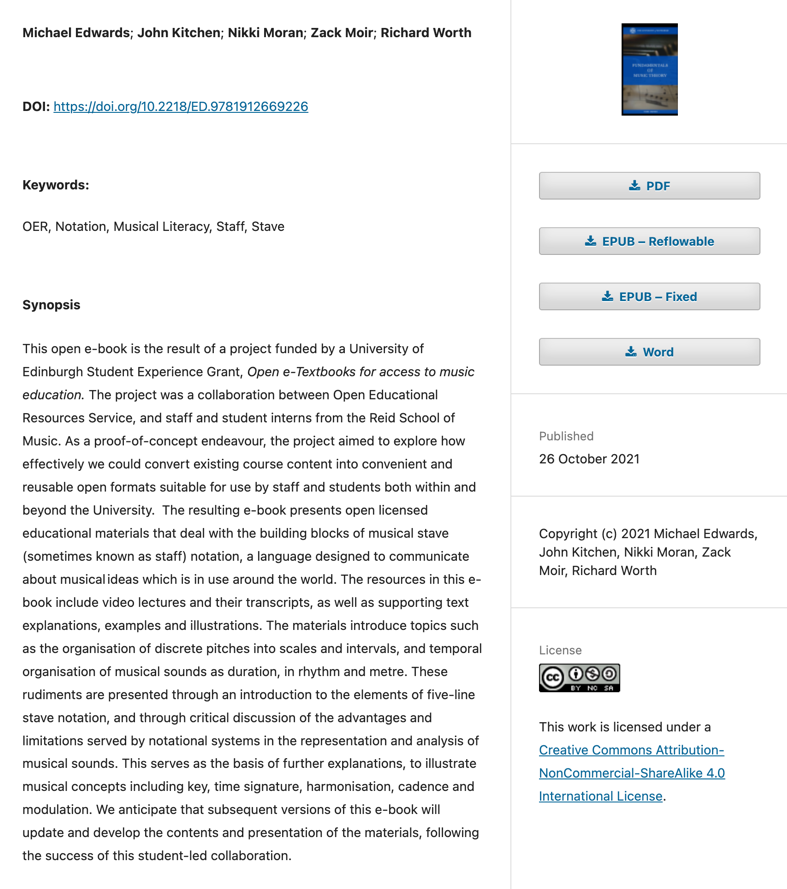 Michael Edwards; John Kitchen; Nikki Moran; Zack Moir; Richard Worth
DOI: https://doi.org/10.2218/ED.9781912669226
Keywords:
OER, Notation, Musical Literacy, Staff, Stave
Synopsis
This open e-book is the result of a project funded by a University of
Edinburgh Student Experience Grant, Open e-Textbooks for access to music
education. The project was a collaboration between Open Educational
Resources Service, and staff and student interns from the Reid School of
Music. As a proof-of-concept endeavour, the project aimed to explore how
effectively we could convert existing course content into convenient and
reusable open formats suitable for use by staff and students both within and
beyond the University.  The resulting e-book presents open licensed
educational materials that deal with the building blocks of musical stave
(sometimes known as staff) notation, a language designed to communicate
about musical ideas which is in use around the world. The resources in this e-
book include video lectures and their transcripts, as well as supporting text
explanations, examples and illustrations. The materials introduce topics such
as the organisation of discrete pitches into scales and intervals, and temporal
organisation of musical sounds as duration, in rhythm and metre. These
rudiments are presented through an introduction to the elements of five-line
stave notation, and through critical discussion of the advantages and
limitations served by notational systems in the representation and analysis of
musical sounds. This serves as the basis of further explanations, to illustrate
musical concepts including key, time signature, harmonisation, cadence and
modulation. We anticipate that subsequent versions of this e-book will
update and develop the contents and presentation of the materials, following
the success of this student-led collaboration.
FUNDAMENTALS
OF
MUSIC THEORY
PDF
EPUB – Reflowable
EPUB – Fixed
Word
Published
26 October 2021
Copyright (c) 2021 Michael Edwards,
John Kitchen, Nikki Moran, Zack
Moir, Richard Worth
License
cc BY NC SA
This work is licensed under a
Creative Commons Attribution-
NonCommercial-ShareAlike 4.0
International License.